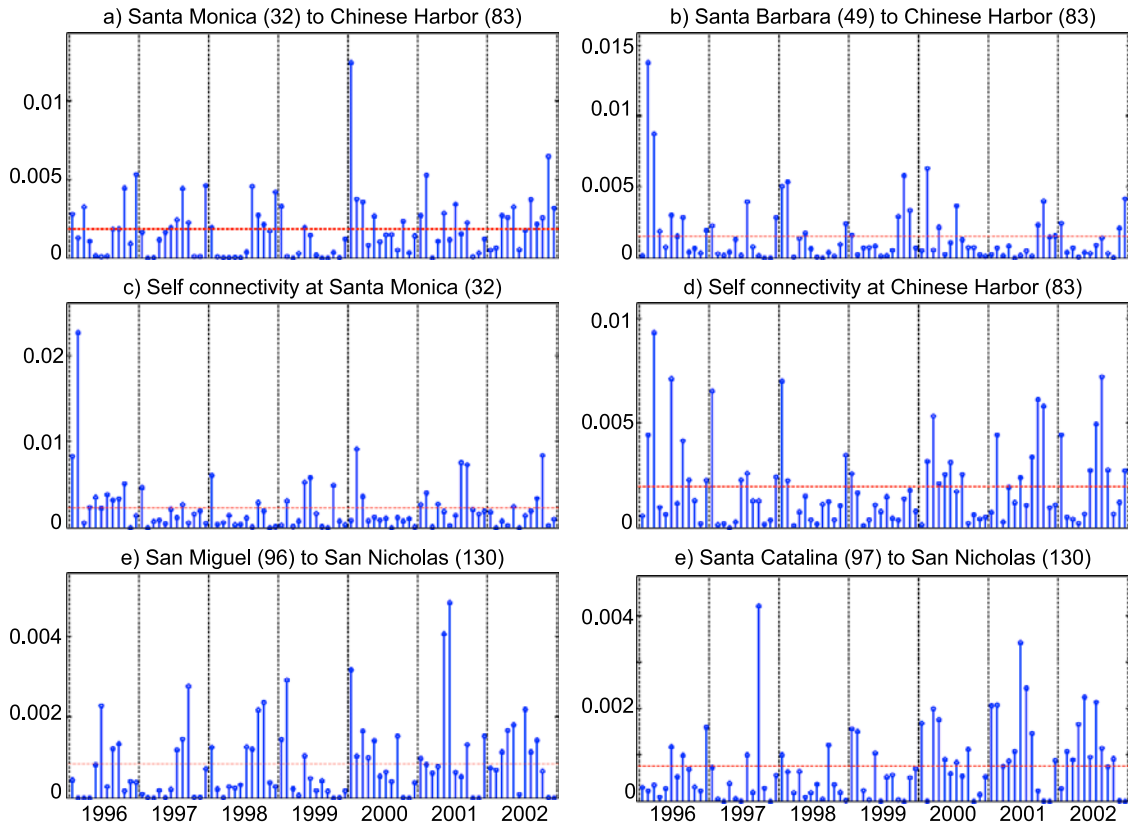 a) Santa Monica (32) to Chinese Harbor (83)
0.01
0.005
0
b) Santa Barbara (49) to Chinese Harbor (83)
0.015
0.01
0.005
0
c) Self connectivity at Santa Monica (32)
0.02
0.01
0
d) Self connectivity at Chinese Harbor (83)
0.01
0.005
0
e) San Miguel (96) to San Nicholas (130)
0.004
0.002
0
1996 1997 1998 1999 2000 2001 2002
e) Santa Catalina (97) to San Nicholas (130)
0.004
0.002
0
1996 1997 1998 1999 2000 2001 2002